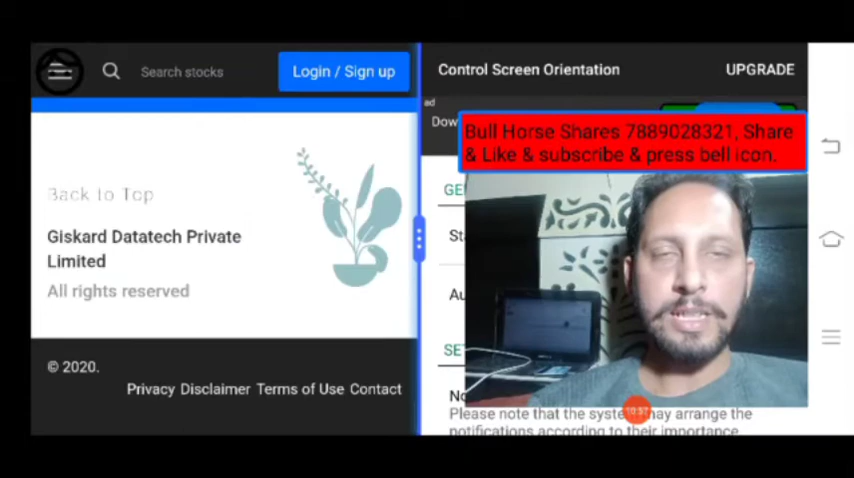 Search stocks
Login / Sign up
Back to Top
Giskard Datatech Private
Limited
All rights reserved
© 2020.
Privacy Disclaimer Terms of Use Contact
Control Screen Orientation
UPGRADE
ad
Bull Horse Shares 7889028321, Share
& Like & subscribe & press bell icon.
Please note that the system may arrange the
notifications according to their importance